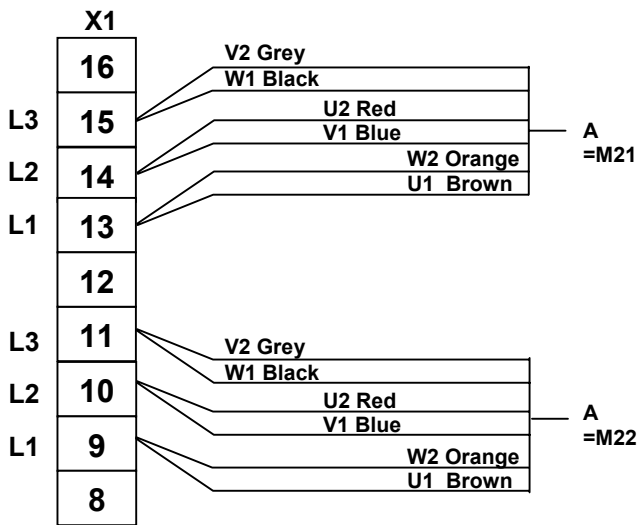 X1
16
V2 Grey
W1 Black
L3 15
U2 Red
V1 Blue
A
=M21
L2 14
W2 Orange
U1 Brown
L1 13
12
L3 11
V2 Grey
W1 Black
L2 10
U2 Red
V1 Blue
A
=M22
L1 9
W2 Orange
U1 Brown
8